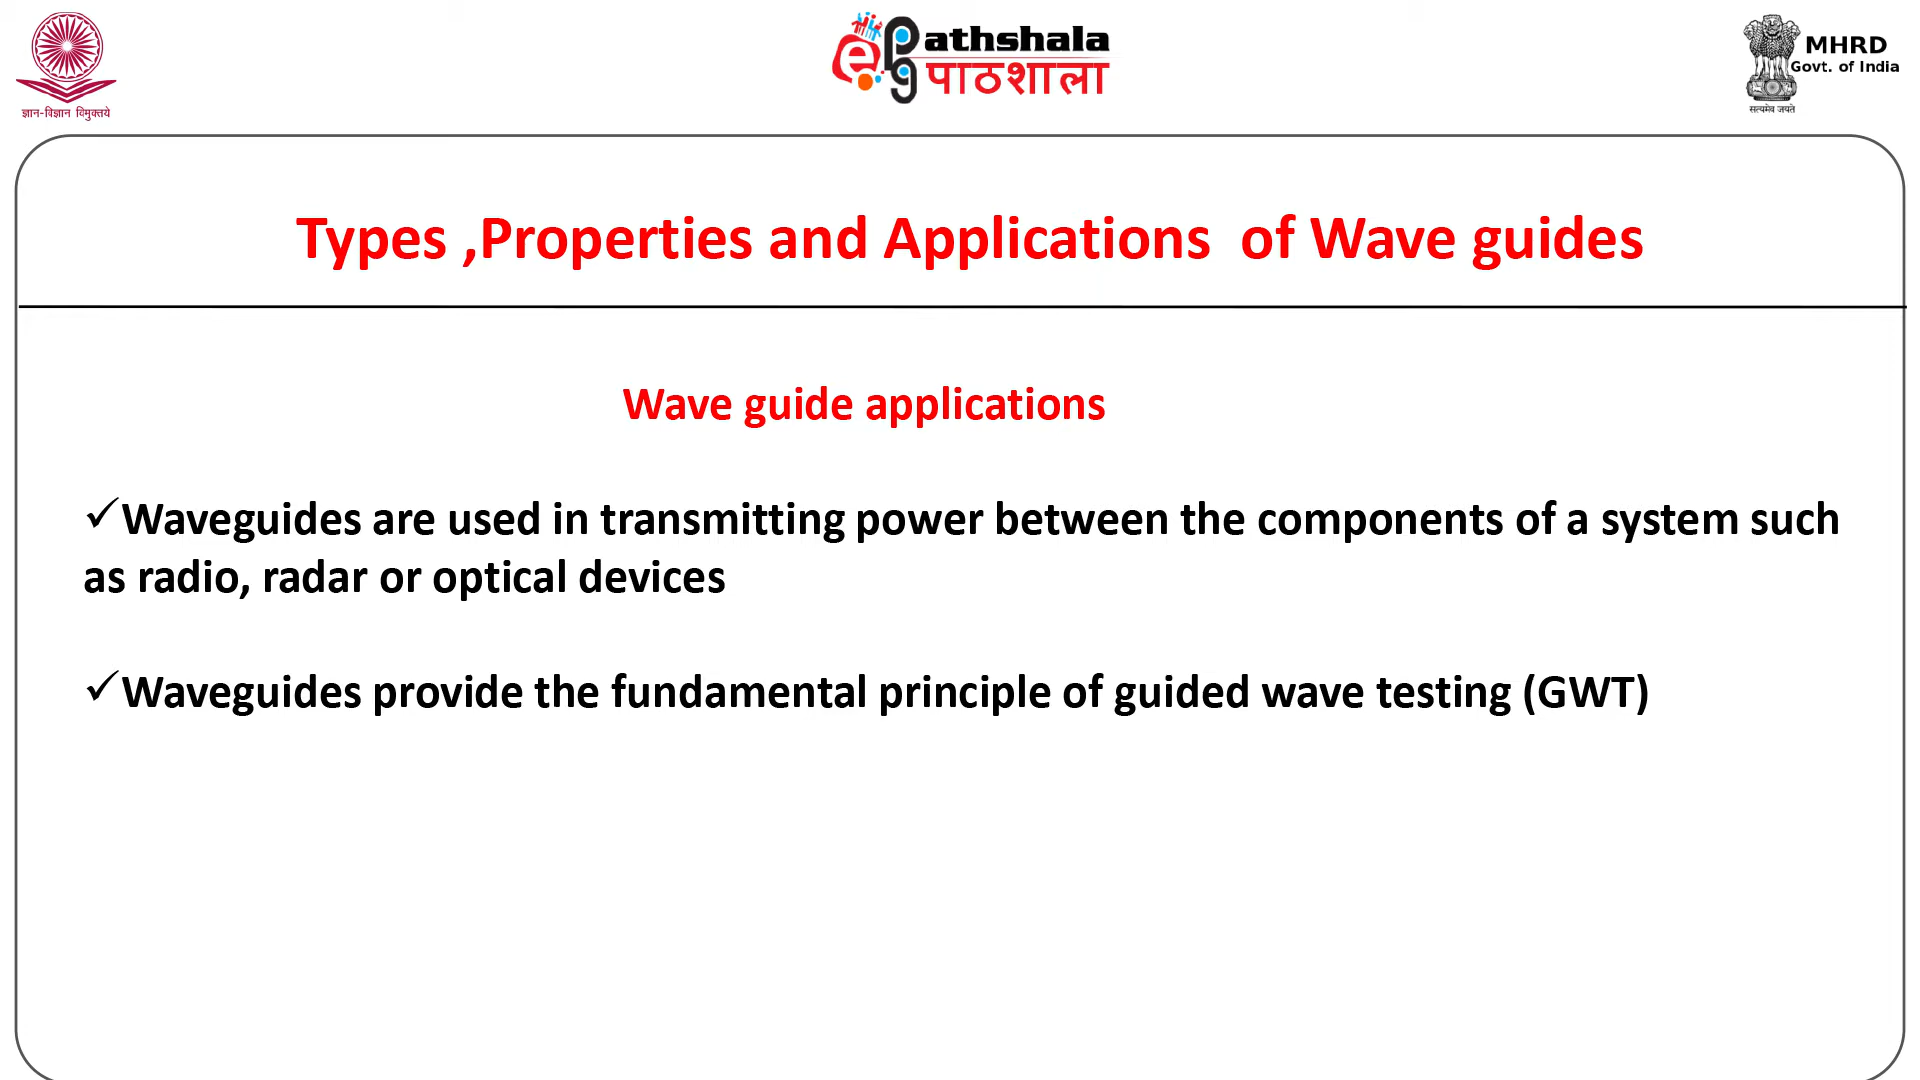 ज्ञान-विज्ञान विमुक्तये
e
PG
athshala
पाठशाला
MHRD
Govt. of India
सत्यमेव जयते
Types ,Properties and Applications of Wave guides
Wave guide applications
✓Waveguides are used in transmitting power between the components of a system such
as radio, radar or optical devices
✓Waveguides provide the fundamental principle of guided wave testing (GWT)